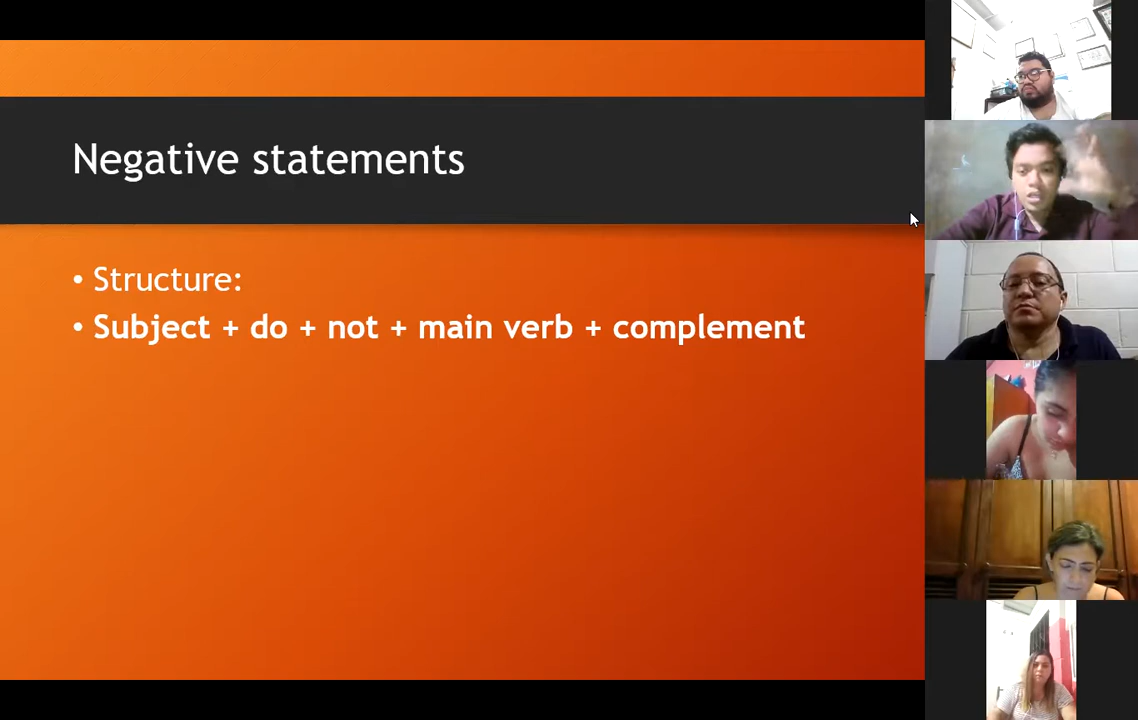 Negative statements
• Structure:
• Subject + do + not + main verb + complement